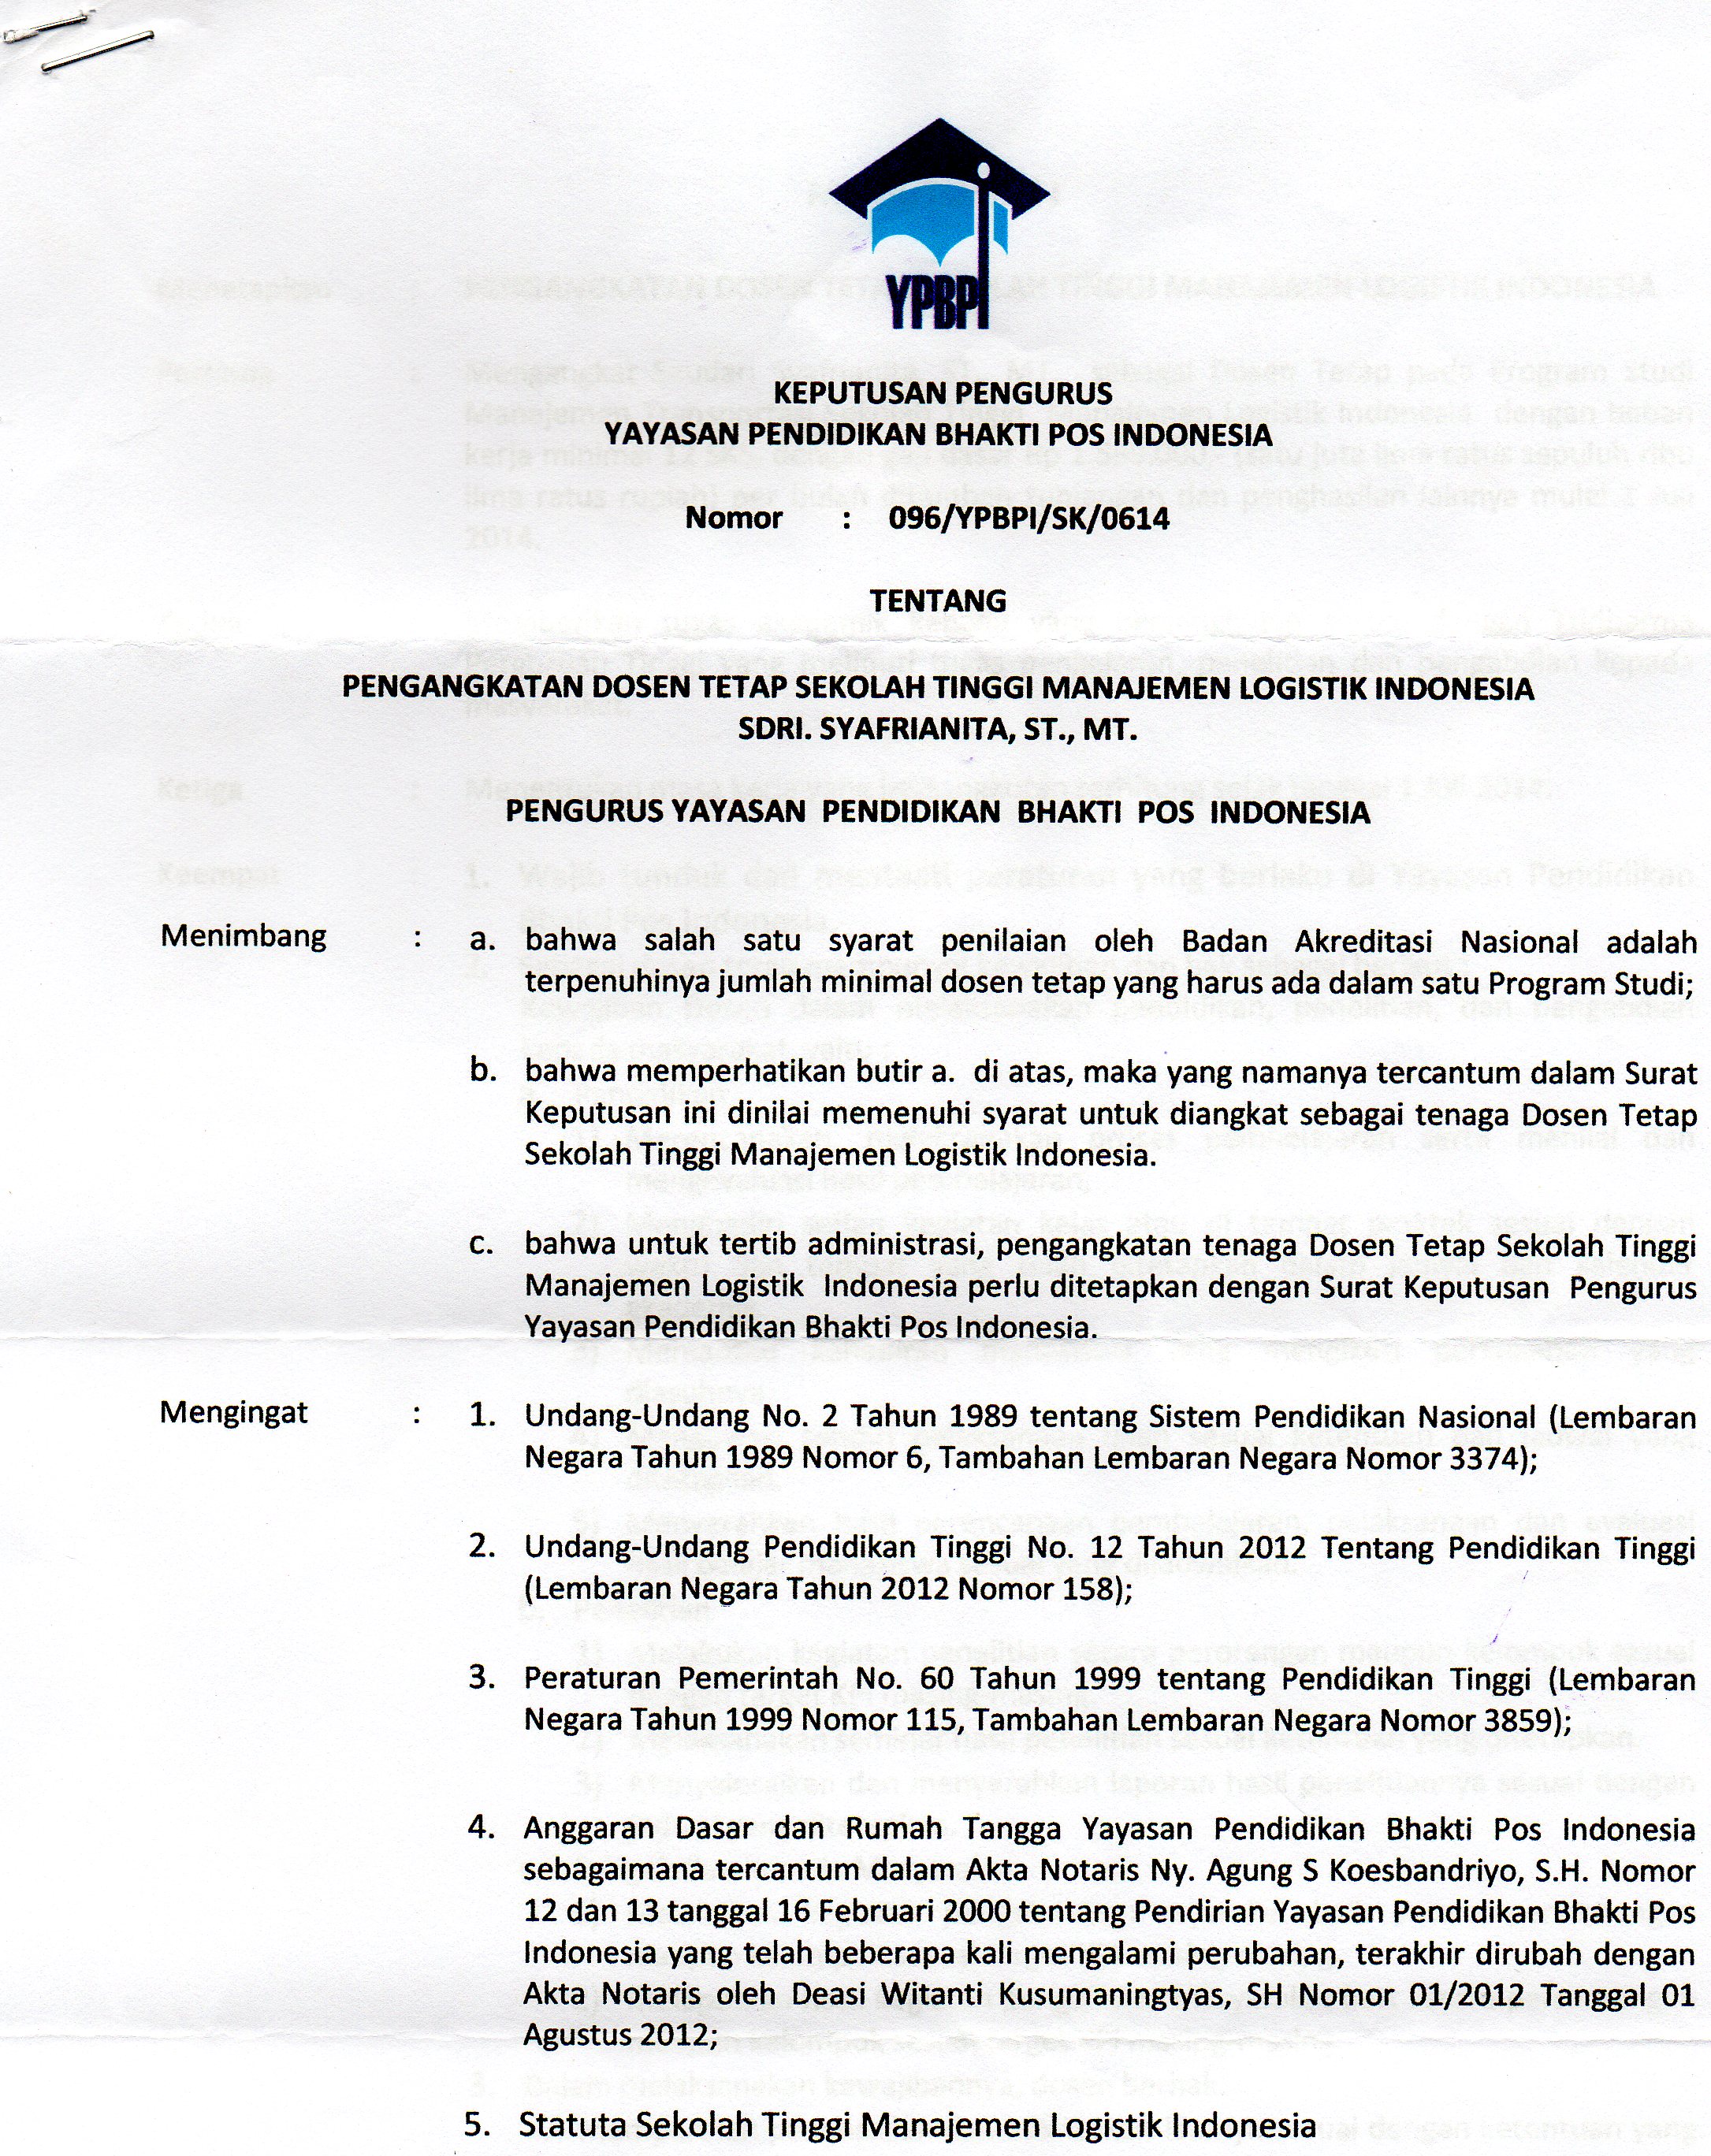 YPBPI
KEPUTUSAN PENGURUS
YAYASAN PENDIDIKAN BHAKTI POS INDONESIA
Nomor : 096/YPBPI/SK/0614
TENTANG
PENGANGKATAN DOSEN TETAP SEKOLAH TINGGI MANAJEMEN LOGISTIK INDONESIA
SDRI. SYAFRIANITA, ST., MT.
PENGURUS YAYASAN PENDIDIKAN BHAKTI POS INDONESIA
Menimbang : a. bahwa salah satu syarat penilaian oleh Badan Akreditasi Nasional adalah
terpenuhinya jumlah minimal dosen tetap yang harus ada dalam satu Program Studi;
b. bahwa memperhatikan butir a. di atas, maka yang namanya tercantum dalam Surat
Keputusan ini dinilai memenuhi syarat untuk diangkat sebagai tenaga Dosen Tetap
Sekolah Tinggi Manajemen Logistik Indonesia.
c. bahwa untuk tertib administrasi, pengangkatan tenaga Dosen Tetap Sekolah Tinggi
Manajemen Logistik Indonesia perlu ditetapkan dengan Surat Keputusan Pengurus
Yayasan Pendidikan Bhakti Pos Indonesia.
Mengingat : 1. Undang-Undang No. 2 Tahun 1989 tentang Sistem Pendidikan Nasional (Lembaran
Negara Tahun 1989 Nomor 6, Tambahan Lembaran Negara Nomor 3374);
2. Undang-Undang Pendidikan Tinggi No. 12 Tahun 2012 Tentang Pendidikan Tinggi
(Lembaran Negara Tahun 2012 Nomor 158);
3. Peraturan Pemerintah No. 60 Tahun 1999 tentang Pendidikan Tinggi (Lembaran
Negara Tahun 1999 Nomor 115, Tambahan Lembaran Negara Nomor 3859);
4. Anggaran Dasar dan Rumah Tangga Yayasan Pendidikan Bhakti Pos Indonesia
sebagaimana tercantum dalam Akta Notaris Ny. Agung S Koesbandriyo, S.H. Nomor
12 dan 13 tanggal 16 Februari 2000 tentang Pendirian Yayasan Pendidikan Bhakti Pos
Indonesia yang telah beberapa kali mengalami perubahan, terakhir dirubah dengan
Akta Notaris oleh Deasi Witanti Kusumaningtyas, SH Nomor 01/2012 Tanggal 01
Agustus 2012;
5. Statuta Sekolah Tinggi Manajemen Logistik Indonesia